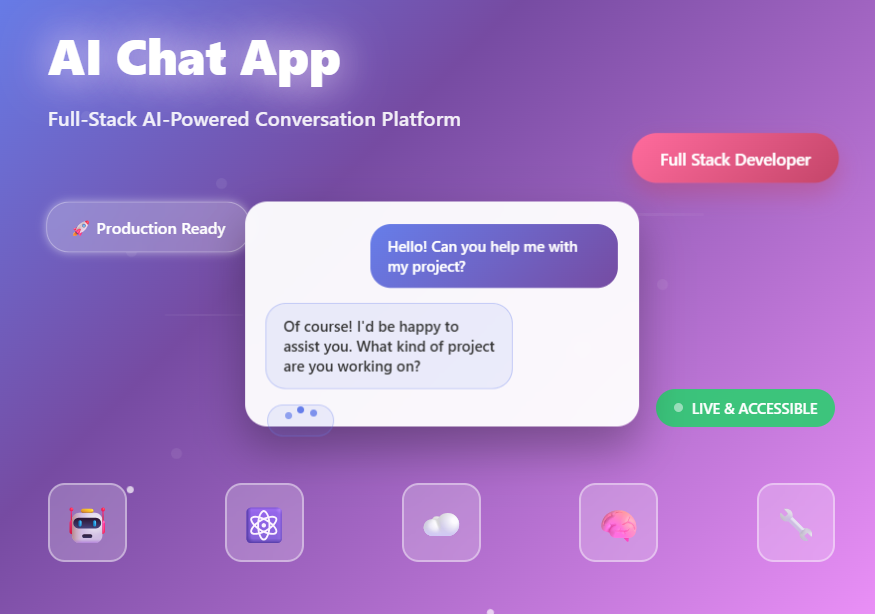 AI Chat App
Full-Stack AI-Powered Conversation Platform
Full Stack Developer
🚀 Production Ready
Hello! Can you help me with
my project?
Of course! I'd be happy to
assist you. What kind of project
are you working on?
LIVE & ACCESSIBLE